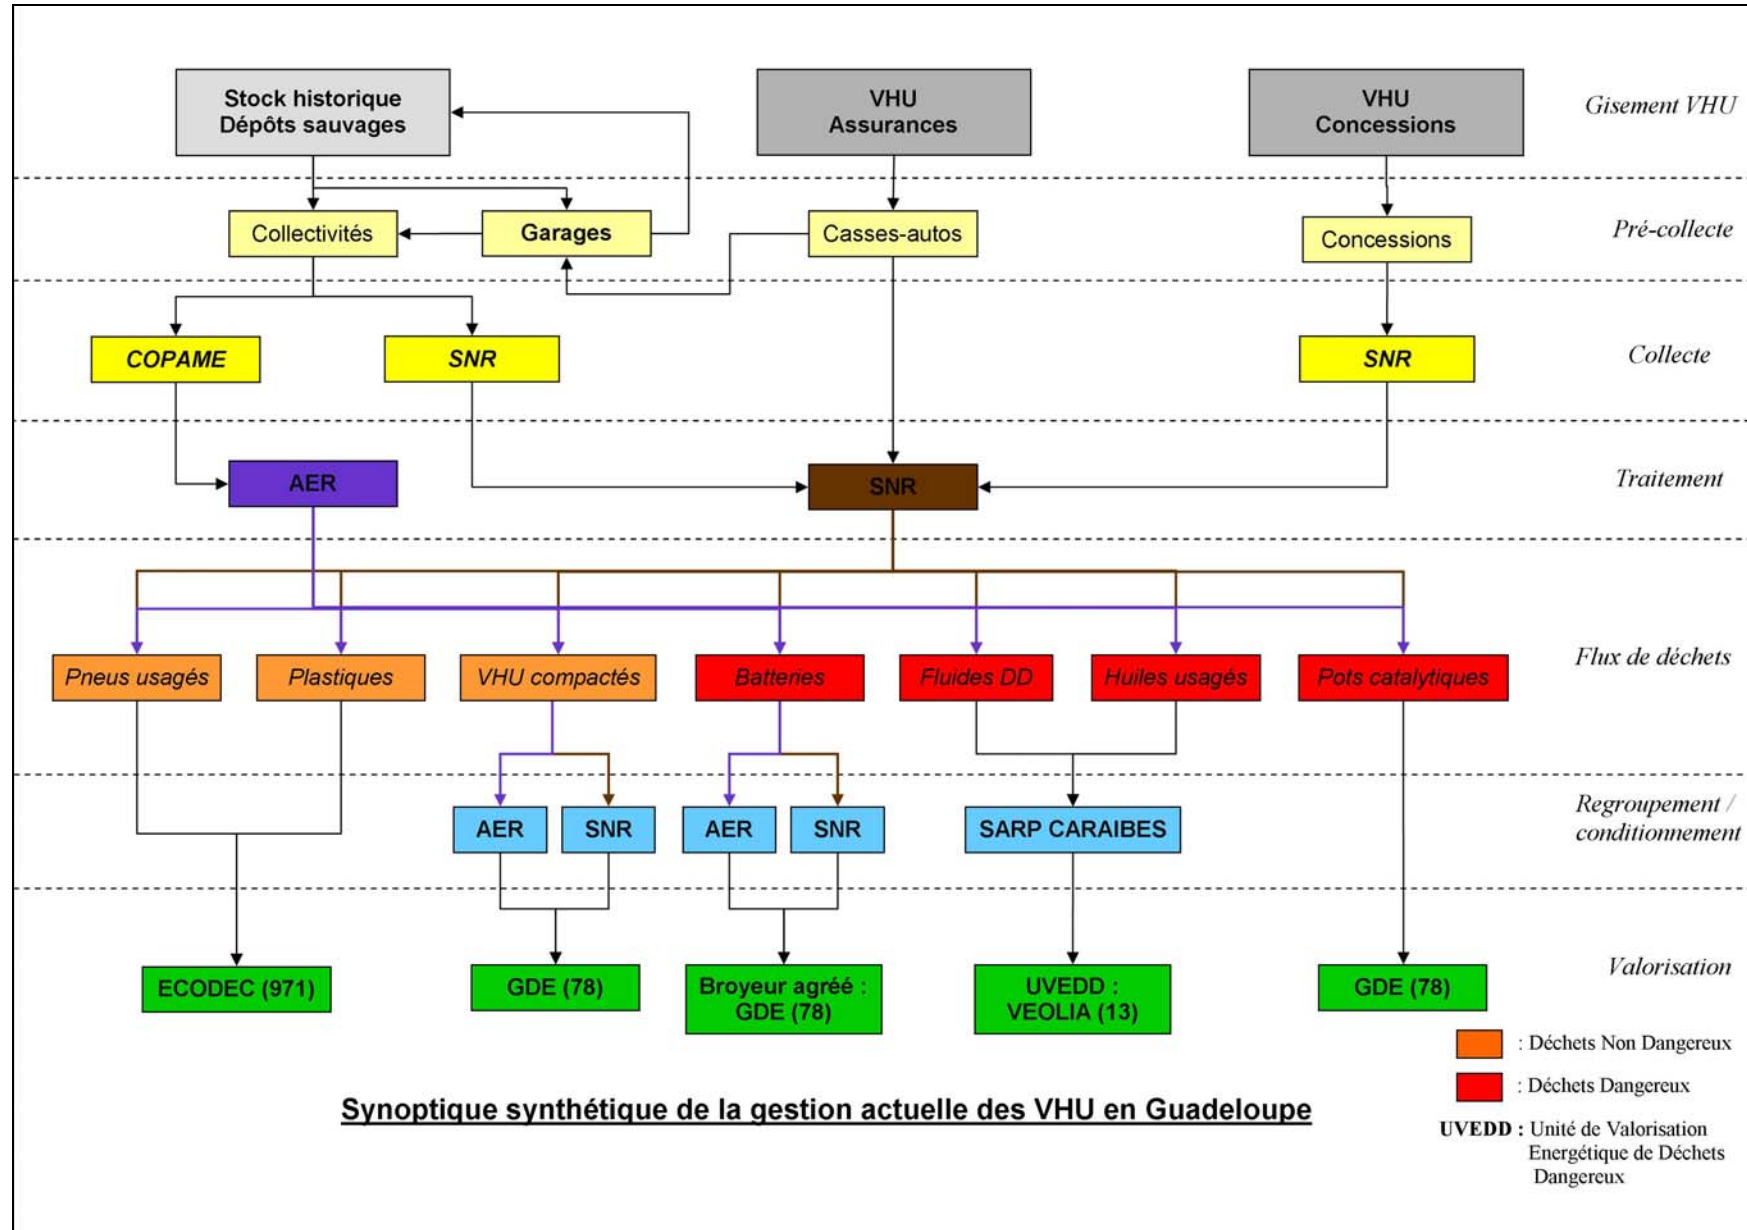 Stock historique
Dépôts sauvages
VHU
Assurances
VHU
Concessions
Gisement VHU
Collectivités
Garages
Casses-autos
Concessions
Pré-collecte
COPAME
SNR
SNR
Collecte
AER
SNR
Traitement
Pneus usagés
Plastiques
VHU compactés
Batteries
Fluides DD
Huiles usagés
Pots catalytiques
Flux de déchets
AER
SNR
AER
SNR
SARP CARAIBES
Regroupement /
conditionnement
ECODEC (971)
GDE (78)
Broyeur agréé :
GDE (78)
UVEDD :
VEOLIA (13)
GDE (78)
Valorisation
: Déchets Non Dangereux
: Déchets Dangereux
UVEDD : Unité de Valorisation
Energétique de Déchets
Dangereux
Synoptique synthétique de la gestion actuelle des VHU en Guadeloupe